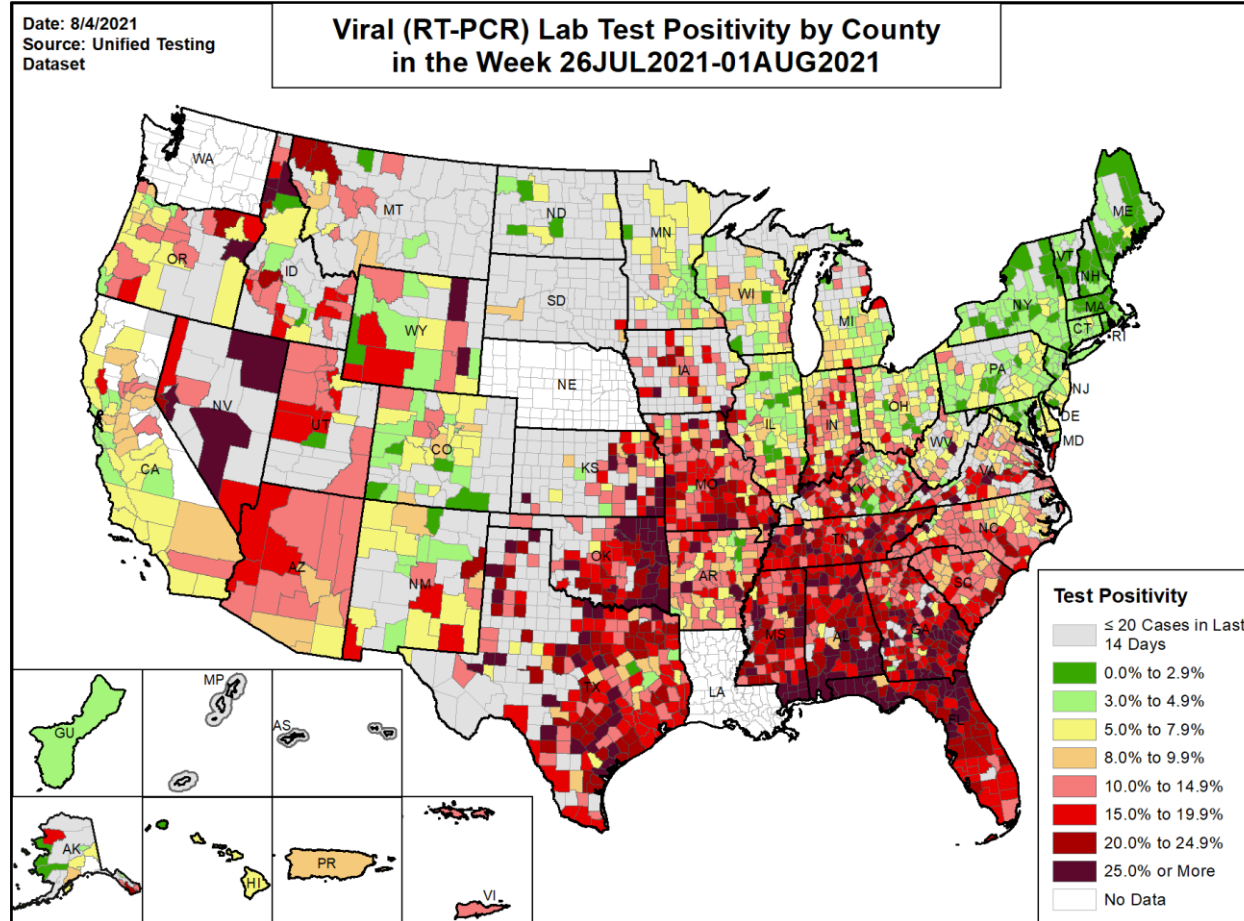 Date: 8/4/2021
Source: Unified Testing
Dataset
Viral (RT-PCR) Lab Test Positivity by County
in the Week 26JUL2021-01AUG2021
WA
MT
ND
MN
ME
OR
ID
SD
WI
MI
VT
NH
NY
MA
CT
RI
WY
NE
IA
PA
NJ
NV
UT
CO
KS
IL
IN
OH
WV
DE
MD
CA
MO
KY
VA
AZ
NM
OK
AR
TN
NC
SC
TX
LA
MS
AL
GA
FL
GU
MP
AS
AK
HI
PR
VI
Test Positivity
≤ 20 Cases in Last
14 Days
0.0% to 2.9%
3.0% to 4.9%
5.0% to 7.9%
8.0% to 9.9%
10.0% to 14.9%
15.0% to 19.9%
20.0% to 24.9%
25.0% or More
No Data